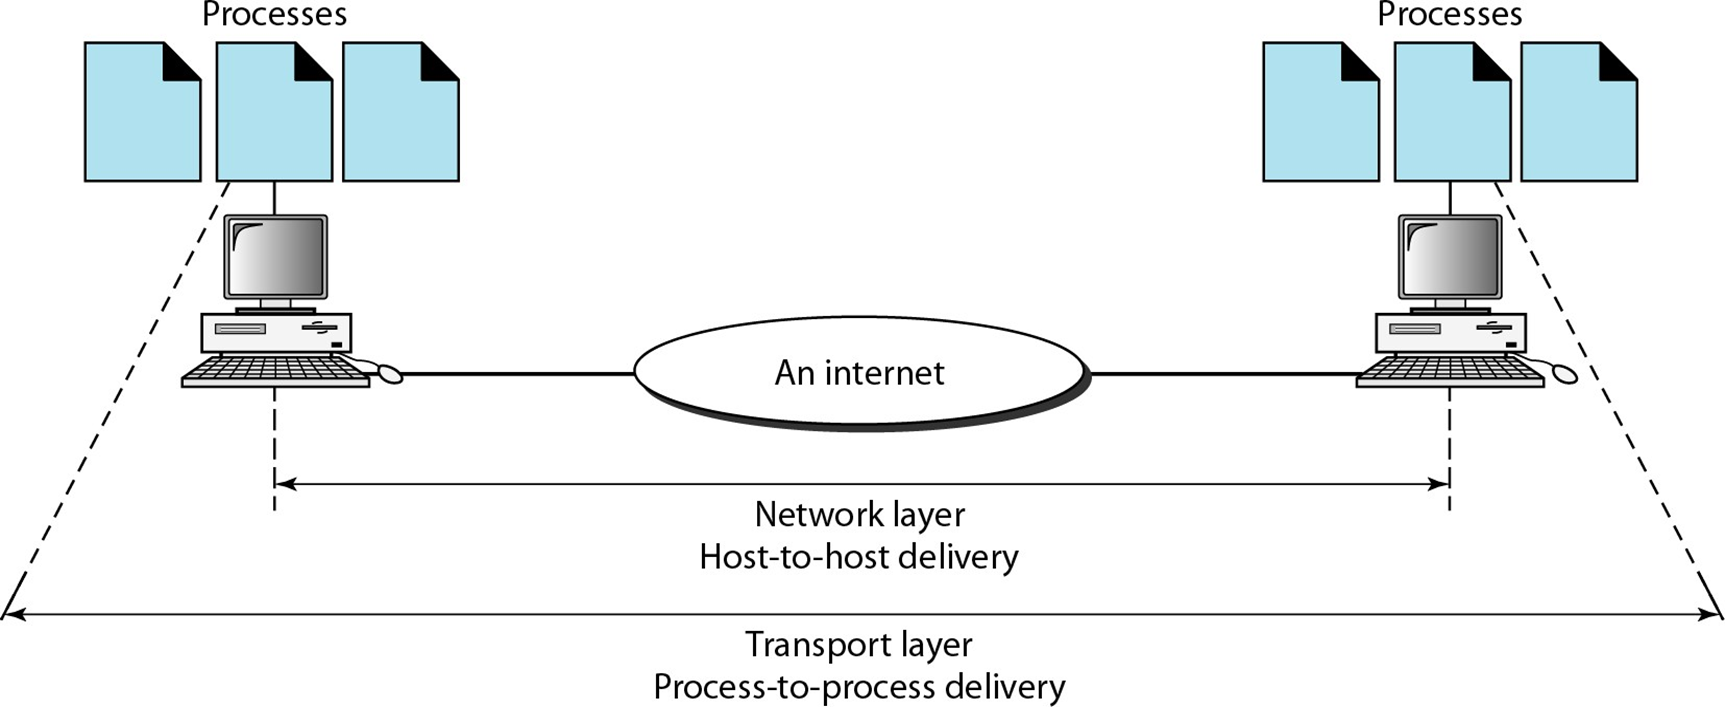 Processes
Processes
An internet
Network layer
Host-to-host delivery
Transport layer
Process-to-process delivery